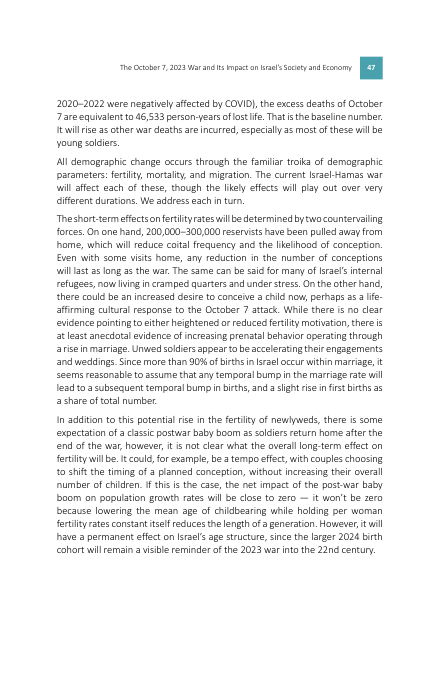 The October 7, 2023 War and Its Impact on Israel's Society and Economy 47
2020–2022 were negatively affected by COVID), the excess deaths of October
7 are equivalent to 46,533 person-years of lost life. That is the baseline number.
It will rise as other war deaths are incurred, especially as most of these will be
young soldiers.
All demographic change occurs through the familiar troika of demographic
parameters: fertility, mortality, and migration. The current Israel-Hamas war
will affect each of these, though the likely effects will play out over very
different durations. We address each in turn.
The short-term effects on fertility rates will be determined by two countervailing
forces. On one hand, 200,000–300,000 reservists have been pulled away from
home, which will reduce coital frequency and the likelihood of conception.
Even with some visits home, any reduction in the number of conceptions
will last as long as the war. The same can be said for many of Israel's internal
refugees, now living in cramped quarters and under stress. On the other hand,
there could be an increased desire to conceive a child now, perhaps as a life-
affirming cultural response to the October 7 attack. While there is no clear
evidence pointing to either heightened or reduced fertility motivation, there is
at least anecdotal evidence of increasing prenatal behavior operating through
a rise in marriage. Unwed soldiers appear to be accelerating their engagements
and weddings. Since more than 90% of births in Israel occur within marriage, it
seems reasonable to assume that any temporal bump in the marriage rate will
lead to a subsequent temporal bump in births, and a slight rise in first births as
a share of total number.
In addition to this potential rise in the fertility of newlyweds, there is some
expectation of a classic postwar baby boom as soldiers return home after the
end of the war, however, it is not clear what the overall long-term effect on
fertility will be. It could, for example, be a tempo effect, with couples choosing
to shift the timing of a planned conception, without increasing their overall
number of children. If this is the case, the net impact of the post-war baby
boom on population growth rates will be close to zero — it won't be zero
because lowering the mean age of childbearing while holding per woman
fertility rates constant itself reduces the length of a generation. However, it will
have a permanent effect on Israel's age structure, since the larger 2024 birth
cohort will remain a visible reminder of the 2023 war into the 22nd century.